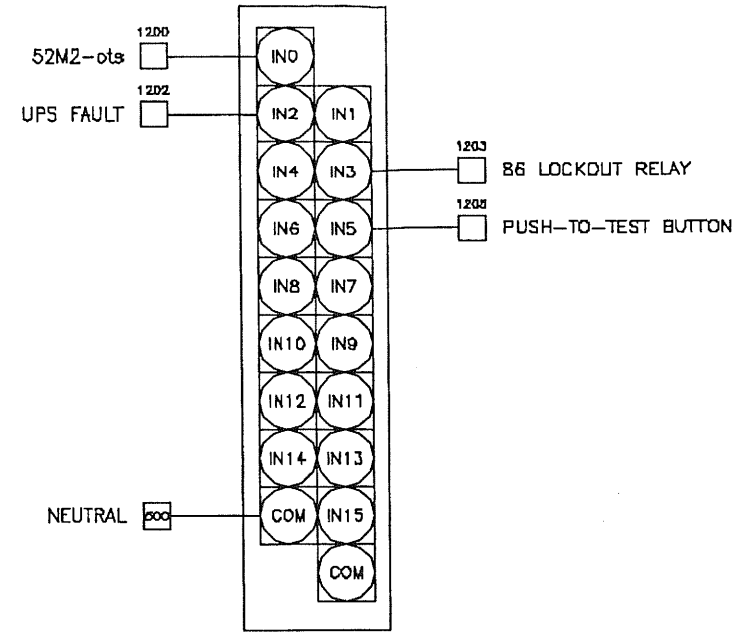 1200
52M2-ots
IN0
1202
UPS FAULT
IN2
IN1
1203
IN4
IN3
86 LOCKOUT RELAY
1205
IN6
IN5
PUSH-TO-TEST BUTTON
IN8
IN7
IN10
IN9
IN12
IN11
IN14
IN13
NEUTRAL
600
COM
IN15
COM